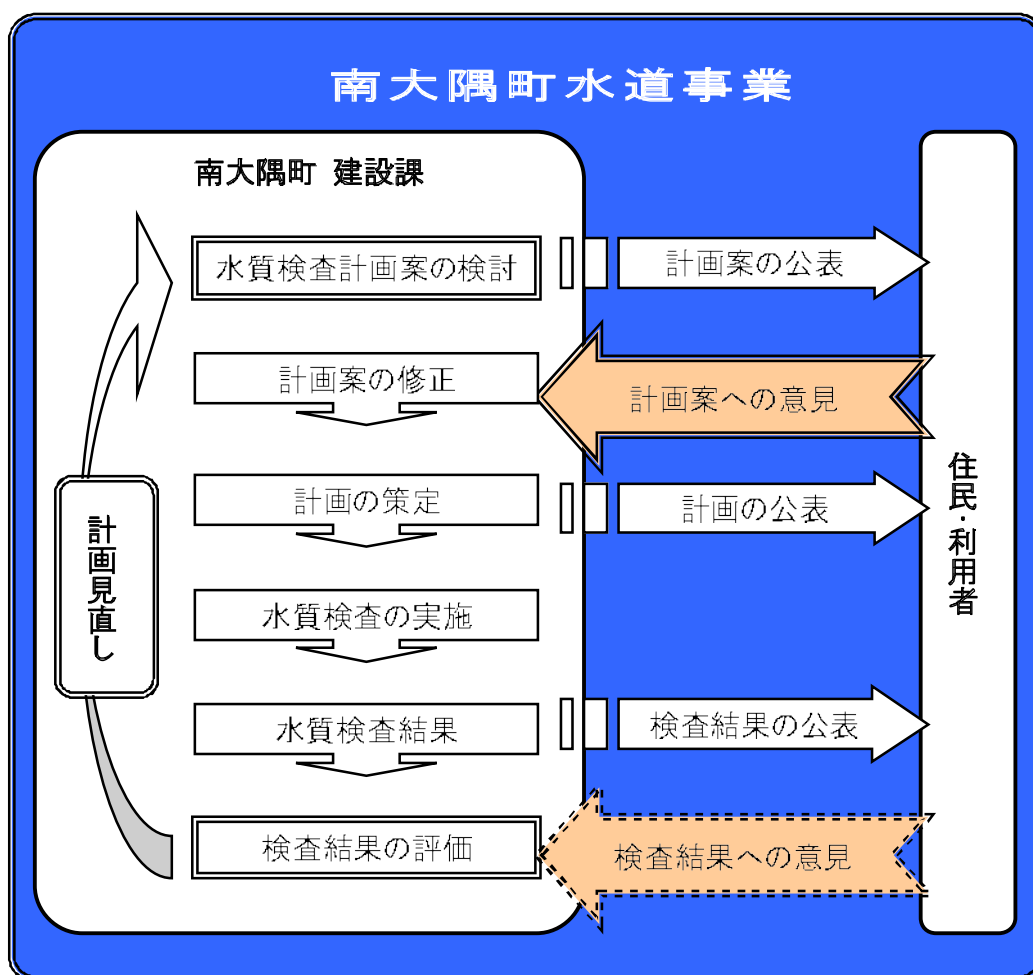 南大隅町水道事業
南大隅町 建設課
水質検査計画案の検討
計画案の公表
計画案の修正
計画案への意見
計画の策定
計画の公表
水質検査の実施
水質検査結果
検査結果の公表
検査結果の評価
検査結果への意見
計画見直し
住民・利用者